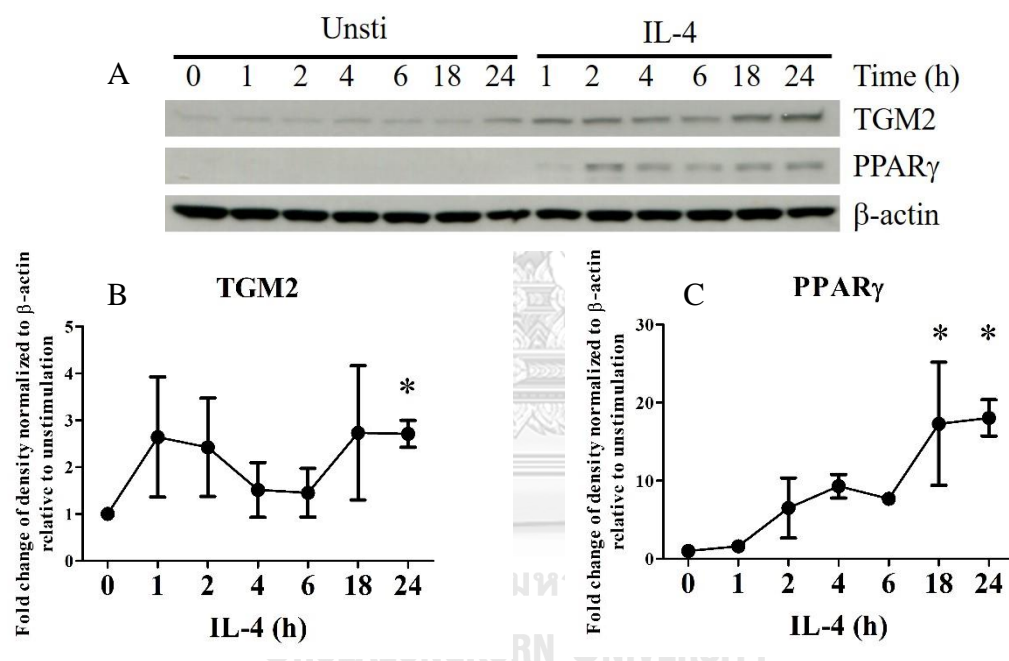 Unsti IL-4
A 0 1 2 4 6 18 24 1 2 4 6 18 24 Time (h)
TGM2
PPARγ
β-actin
B TGM2
Fold change of density normalized to β-actin
relative to unstimulation
5
4
3
2
1
0
*
0 1 2 4 6 18 24
IL-4 (h)
C PPARγ
Fold change of density normalized to β-actin
relative to unstimulation
30
20
10
0
* *
0 1 2 4 6 18 24
IL-4 (h)